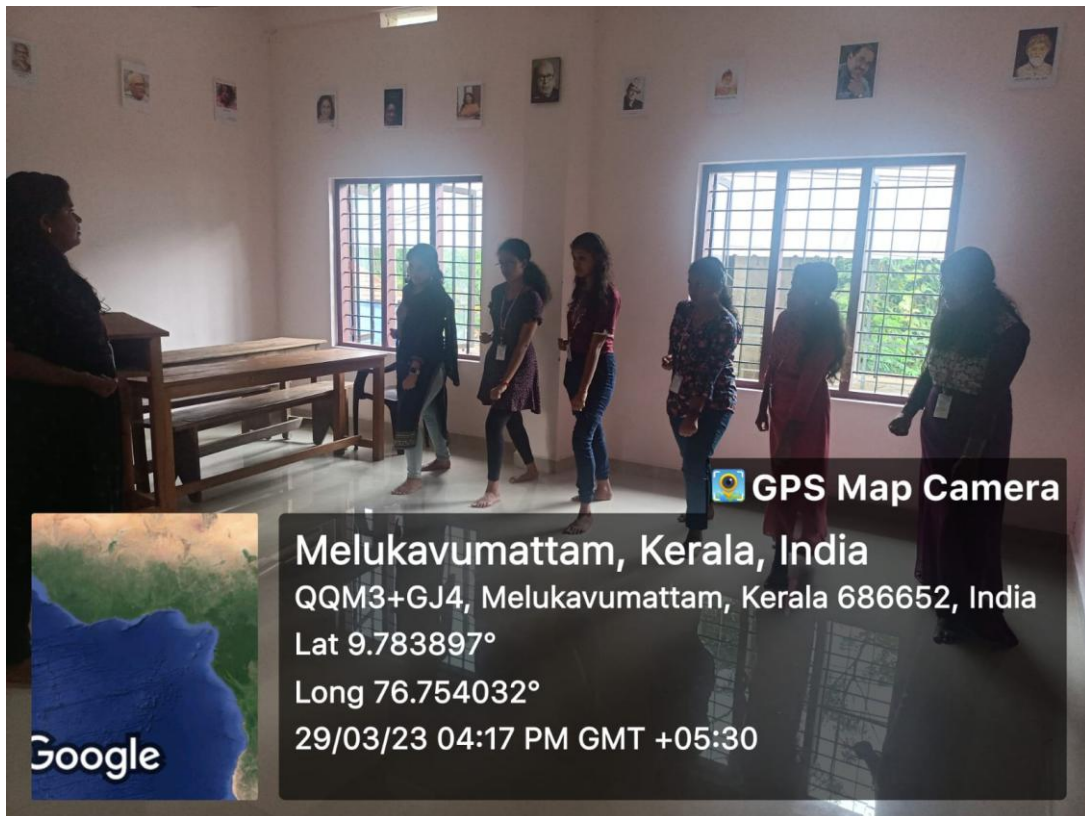 GPS Map Camera
Melukavumattam, Kerala, India
QQM3+GJ4, Melukavumattam, Kerala 686652, India
Lat 9.783897°
Long 76.754032°
29/03/23 04:17 PM GMT +05:30
Google